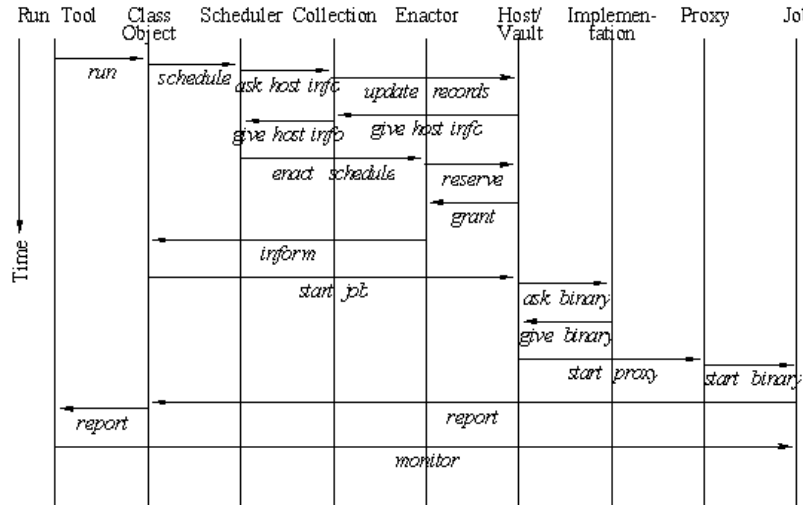 Run Tool
Class
Object
Scheduler
Collection
Enactor
Host/
Vault
Implemen-
tation
Proxy
Job
run
schedule
ask host info
update records
give host info
give host info
enact schedule
reserve
grant
Time
inform
start job
ask binary
give binary
start proxy
start binary
report
report
monitor